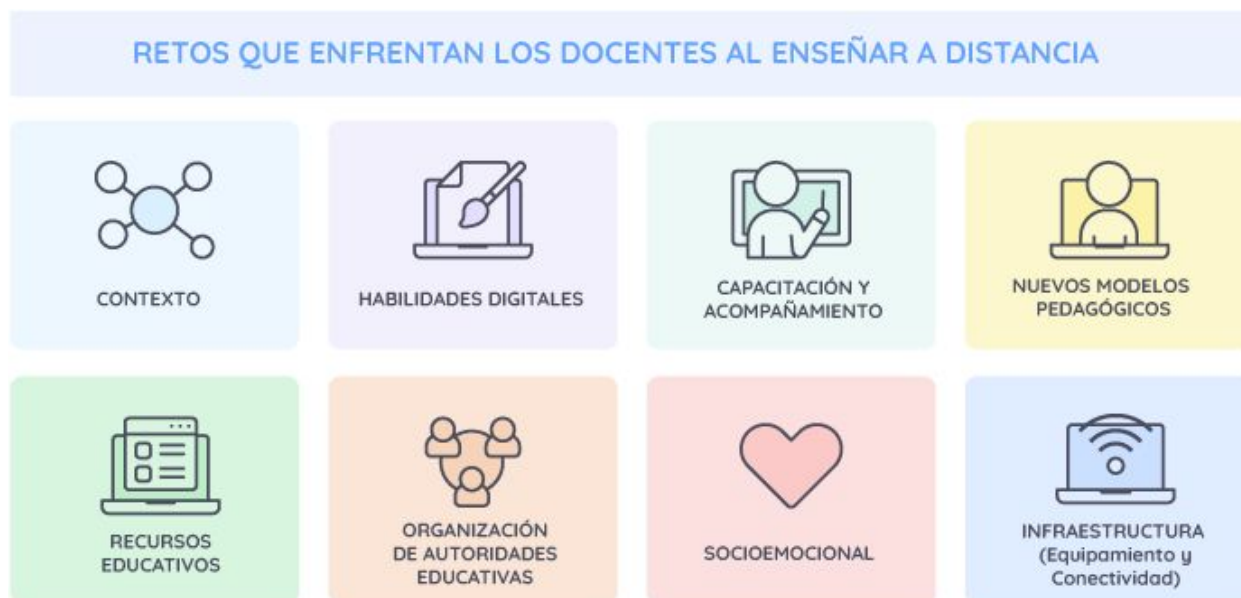 RETOS QUE ENFRENTAN LOS DOCENTES AL ENSEÑAR A DISTANCIA
CONTEXTO
HABILIDADES DIGITALES
CAPACITACIÓN Y
ACOMPAÑAMIENTO
NUEVOS MODELOS
PEDAGÓGICOS
RECURSOS
EDUCATIVOS
ORGANIZACIÓN
DE AUTORIDADES
EDUCATIVAS
SOCIOEMOCIONAL
INFRAESTRUCTURA
(Equipamiento y
Conectividad)